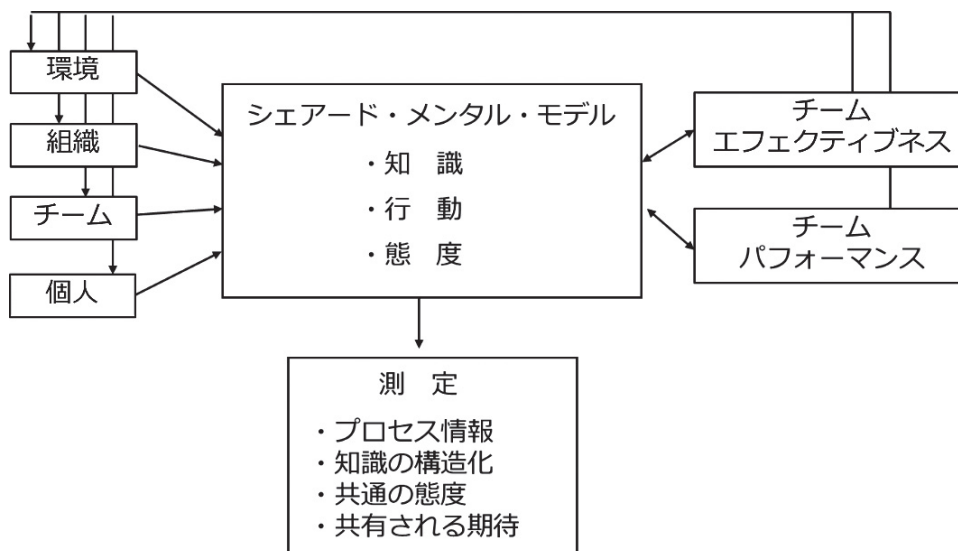 環境
組織
チーム
個人
シェアード・メンタル・モデル
・知　識
・行　動
・態　度
チーム
エフェクティブネス
チーム
パフォーマンス
測　定
・プロセス情報
・知識の構造化
・共通の態度
・共有される期待